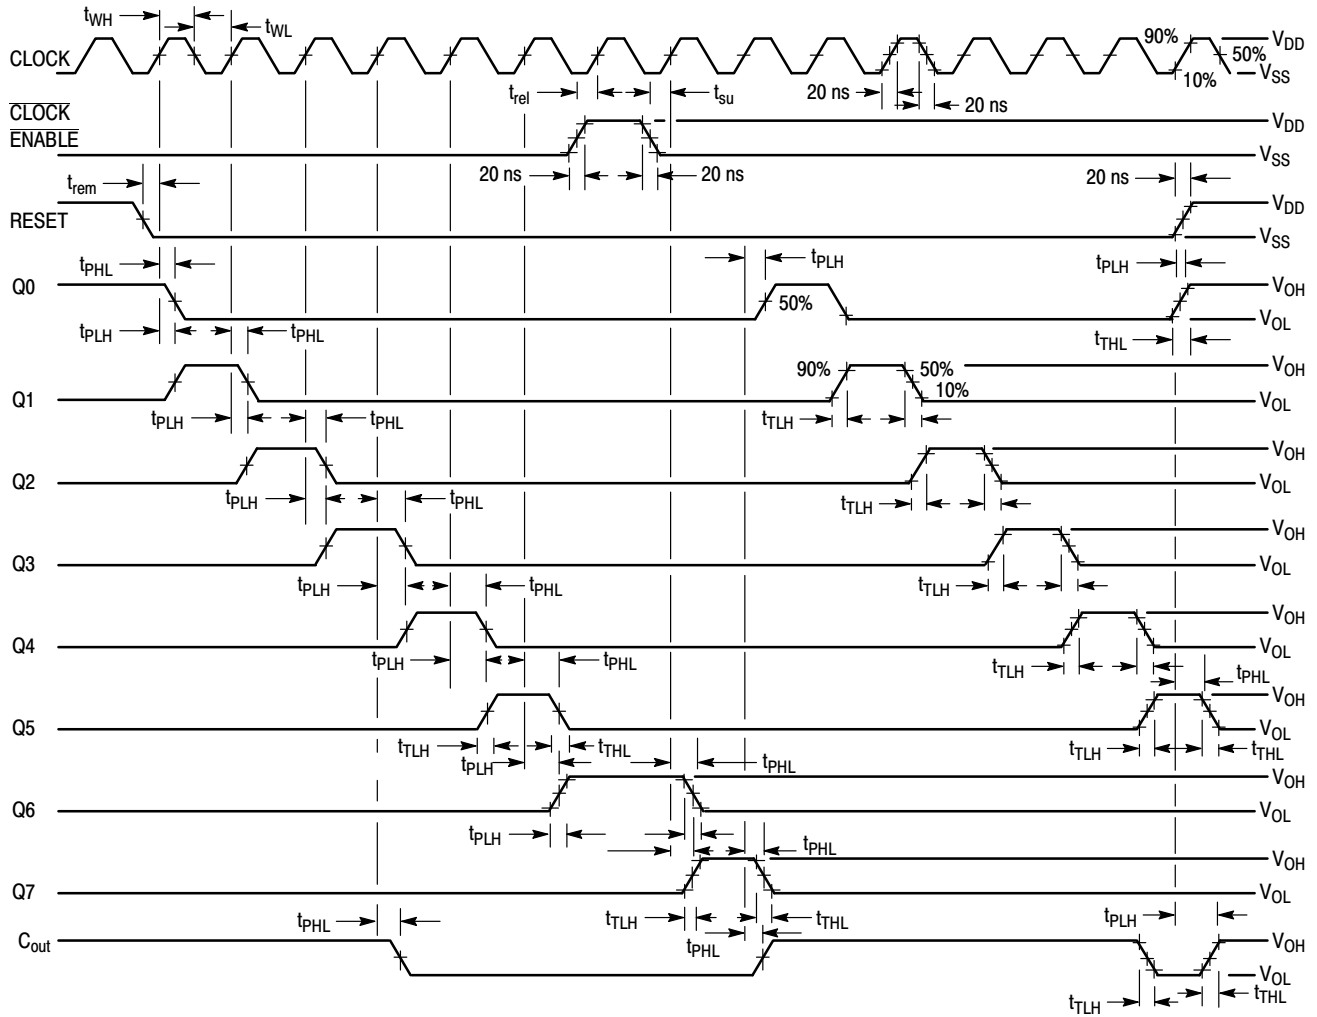 tWH
tWL
CLOCK
90%
VDD
50%
VSS
10%
trel
tsu
20 ns
20 ns
CLOCK
ENABLE
VDD
VSS
trem
20 ns
20 ns
20 ns
RESET
VDD
VSS
tPHL
tPLH
tPLH
Q0
50%
VOH
VOL
tPLH
tPHL
tTHL
Q1
90%
50%
10%
VOH
VOL
tPLH
tPHL
tTLH
Q2
VOH
VOL
tPLH
tPHL
tTLH
Q3
VOH
VOL
tPLH
tPHL
tTLH
Q4
VOH
VOL
tPLH
tPHL
tTLH
tPHL
Q5
VOH
VOL
tTLH
tTHL
tTLH
tTHL
tPLH
tPHL
Q6
VOH
VOL
tPLH
tPHL
Q7
VOH
VOL
tPHL
tTLH
tTHL
tPLH
tPHL
Cout
VOH
VOL
tTLH
tTHL